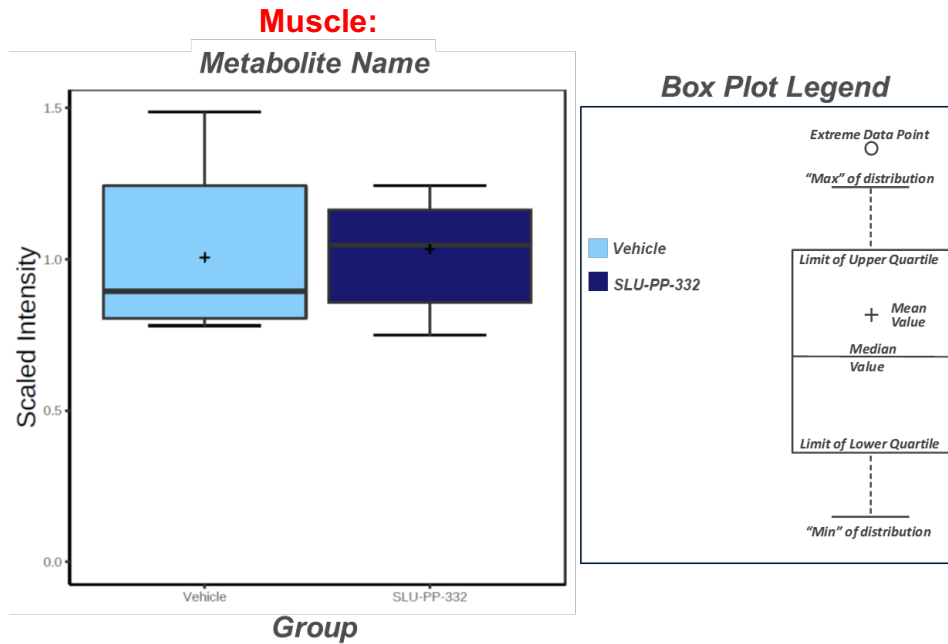 Muscle:
Metabolite Name
Scaled Intensity
1.5
1.0
0.5
0.0
Vehicle
SLU-PP-332
Group
Box Plot Legend
Vehicle
SLU-PP-332
Extreme Data Point
“Max” of distribution
Limit of Upper Quartile
Mean
Value
Median
Value
Limit of Lower Quartile
“Min” of distribution